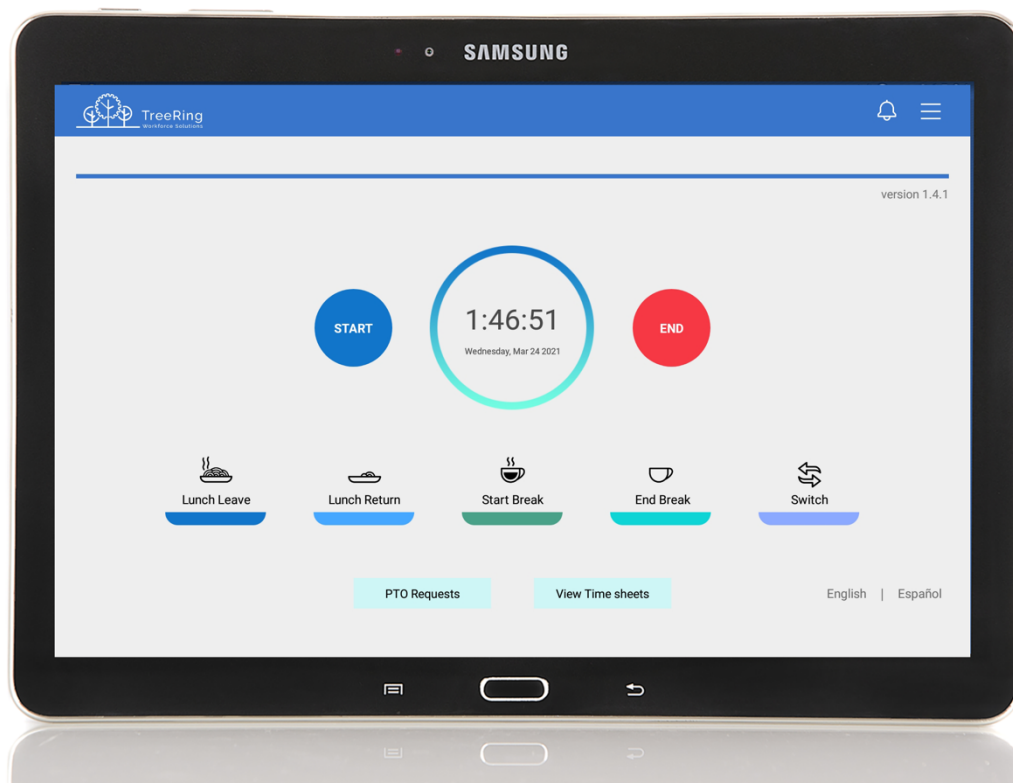 SAMSUNG
TreeRing
Workforce Solutions
version 1.4.1
START
1:46:51
Wednesday, Mar 24 2021
END
Lunch Leave
Lunch Return
Start Break
End Break
Switch
PTO Requests
View Time sheets
English | Español